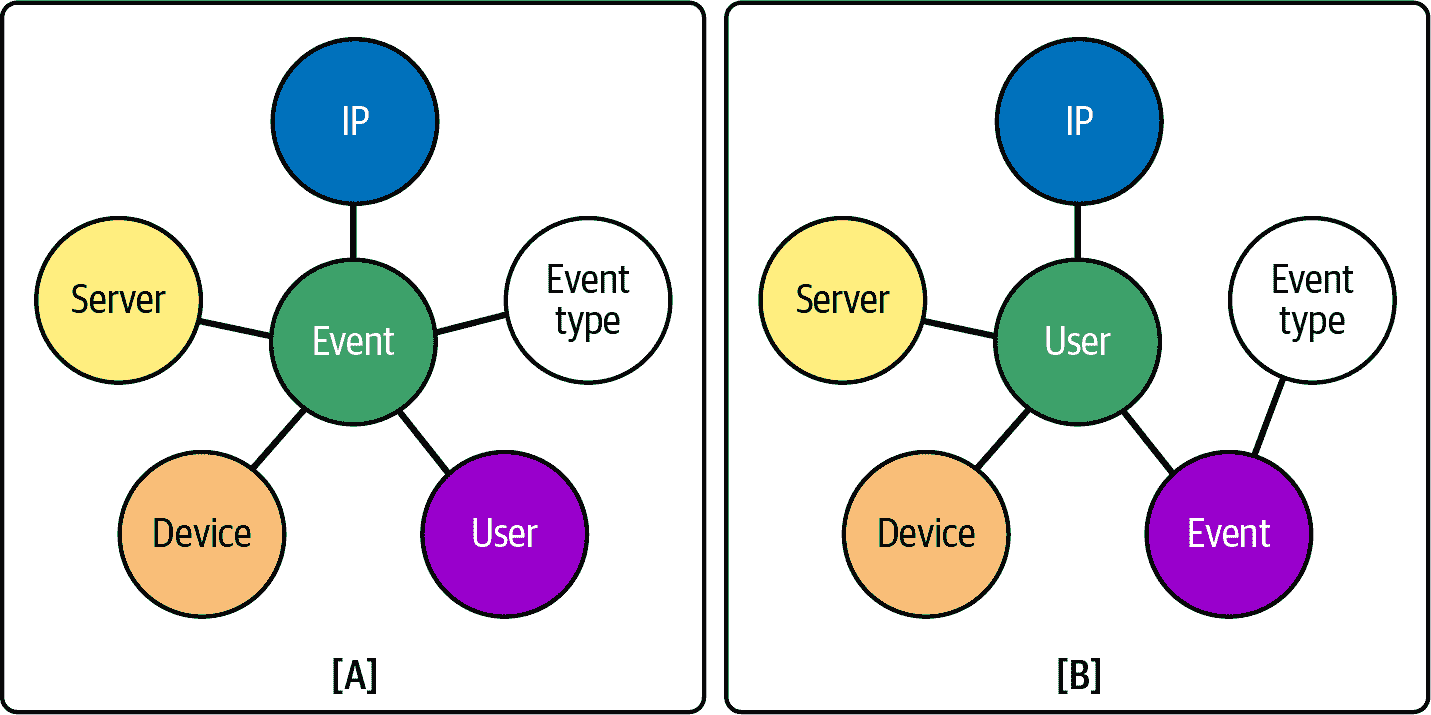 IP
Server
Event
type
Event
Device
User
[A]
IP
Server
Event
type
User
Device
Event
[B]